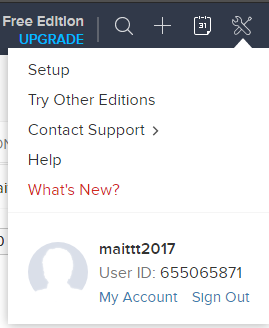 Free Edition
UPGRADE
31
Setup
Try Other Editions
Contact Support
Help
What's New?
maittt2017
User ID: 655065871
My Account Sign Out